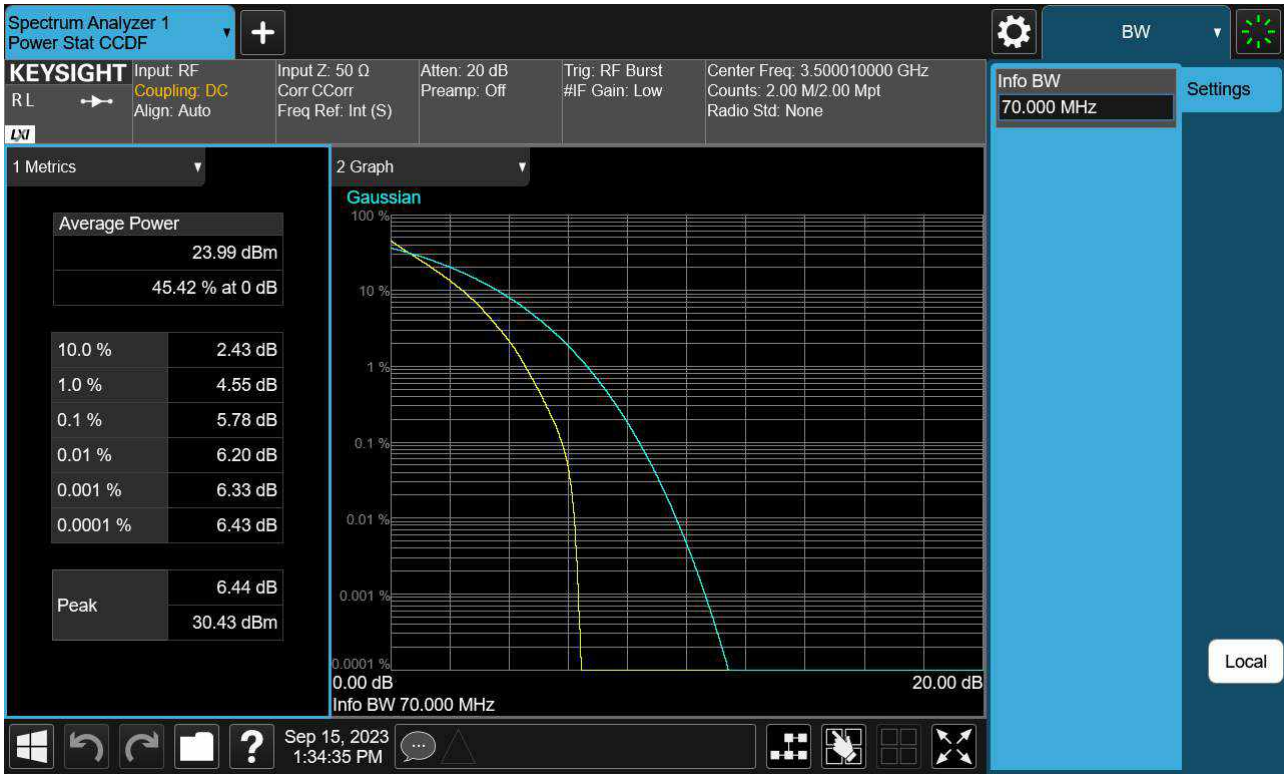 Spectrum Analyzer 1
Power Stat CCDF
+
BW
KEYSIGHT
RL
LXI
Input: RF
Coupling: DC
Align: Auto
Input Z: 50 Ω
Corr CCorr
Freq Ref: Int (S)
Atten: 20 dB
Preamp: Off
Trig: RF Burst
#IF Gain: Low
Center Freq: 3.500010000 GHz
Counts: 2.00 M/2.00 Mpt
Radio Std: None
Info BW
70.000 MHz
Settings
1 Metrics
Average Power
23.99 dBm
45.42 % at 0 dB
10.0 % 2.43 dB
1.0 % 4.55 dB
0.1 % 5.78 dB
0.01 % 6.20 dB
0.001 % 6.33 dB
0.0001 % 6.43 dB
Peak 6.44 dB
30.43 dBm
2 Graph
Gaussian
100 %
10 %
1 %
0.1 %
0.01 %
0.001 %
0.0001 %
0.00 dB 20.00 dB
Info BW 70.000 MHz
Local
?
Sep 15, 2023
1:34:35 PM